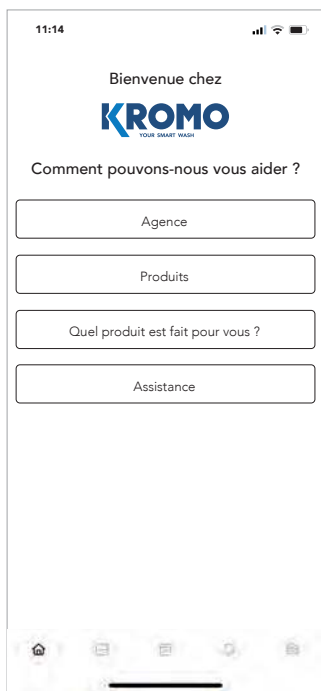 11:14
Bienvenue chez
KROMO
YOUR SMART WASH
Comment pouvons-nous vous aider ?
Agence
Produits
Quel produit est fait pour vous ?
Assistance